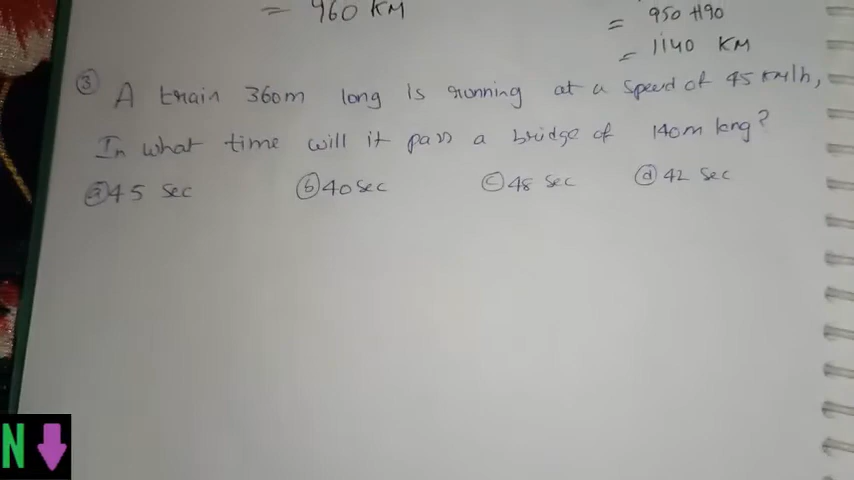 = 960 KM
= 950 +190
= 1140 KM
③ A train 360m long is running at a speed of 45 KM/h,
In what time will it pass a bridge of 140m long?
ⓐ 45 sec ⓑ 40 sec ⓒ 48 sec ⓓ 42 sec
N